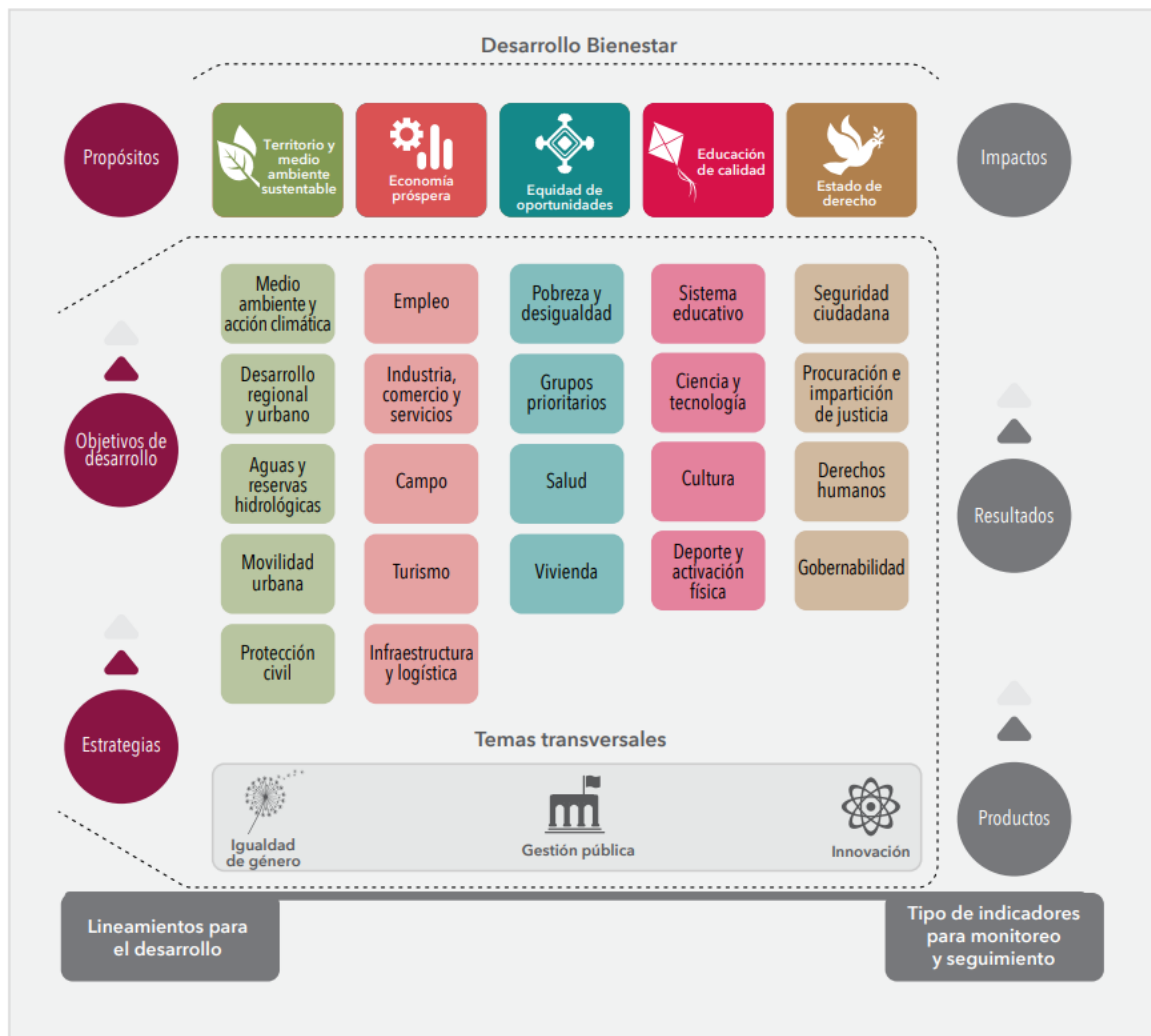 Desarrollo Bienestar
Propósitos
Territorio y
medio
ambiente
sustentable
Economía
próspera
Equidad de
oportunidades
Educación
de calidad
Estado de
derecho
Impactos
Medio
ambiente y
acción climática
Empleo
Pobreza y
desigualdad
Sistema
educativo
Seguridad
ciudadana
Objetivos de
desarrollo
Desarrollo
regional
y urbano
Industria,
comercio y
servicios
Grupos
prioritarios
Ciencia y
tecnología
Procuración e
impartición
de justicia
Aguas y
reservas
hidrológicas
Campo
Salud
Cultura
Derechos
humanos
Resultados
Movilidad
urbana
Turismo
Vivienda
Deporte y
activación
física
Gobernabilidad
Protección
civil
Infraestructura
y logística
Estrategias
Temas transversales
Igualdad
de género
Gestión pública
Innovación
Productos
Lineamientos para
el desarrollo
Tipo de indicadores
para monitoreo
y seguimiento